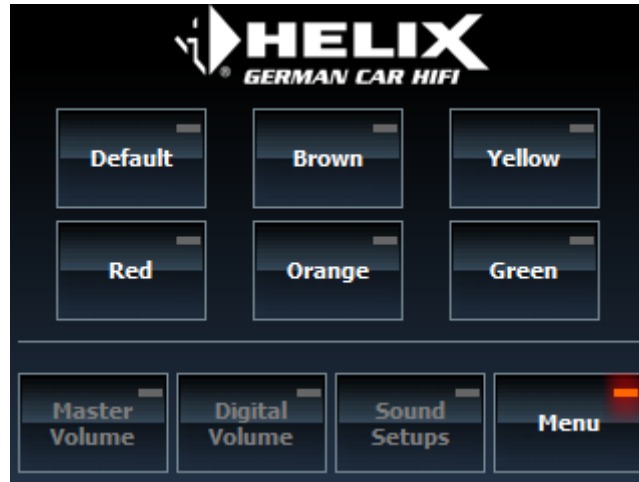 HELIX
GERMAN CAR HIFI
Default Brown Yellow
Red Orange Green
Master Volume Digital Volume Sound Setups Menu